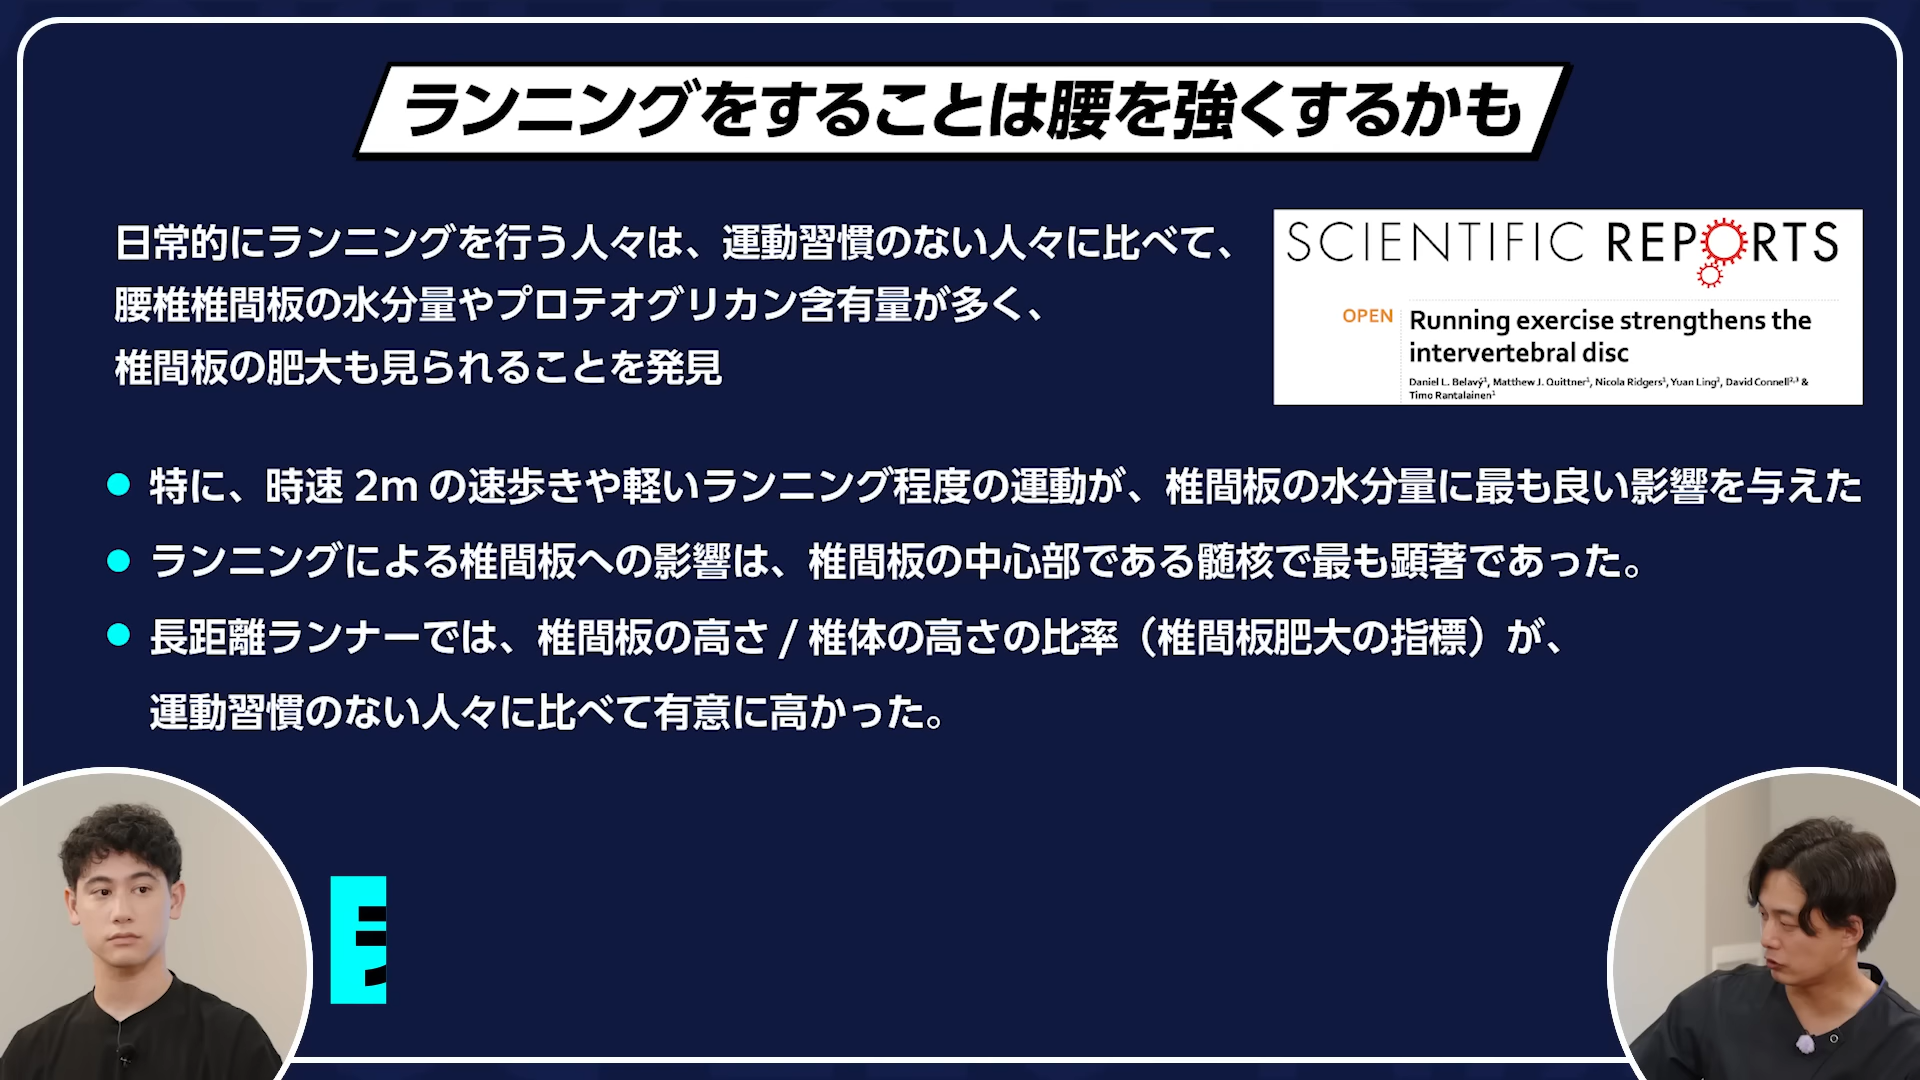 ランニングをすることは腰を強くするかも
日常的にランニングを行う人々は、運動習慣のない人々に比べて、
腰椎椎間板の水分量やプロテオグリカン含有量が多く、
椎間板の肥大も見られることを発見
SCIENTIFIC REPORTS
OPEN
Running exercise strengthens the
intervertebral disc
Daniel L. Belavý¹, Matthew J. Quittner¹, Nicola Ridgers¹, Yuan Ling², David Connell²,³ &
Timo Rantalainen¹
特に、時速 2m の速歩きや軽いランニング程度の運動が、椎間板の水分量に最も良い影響を与えた
ランニングによる椎間板への影響は、椎間板の中心部である髄核で最も顕著であった。
長距離ランナーでは、椎間板の高さ / 椎体の高さの比率（椎間板肥大の指標）が、
運動習慣のない人々に比べて有意に高かった。